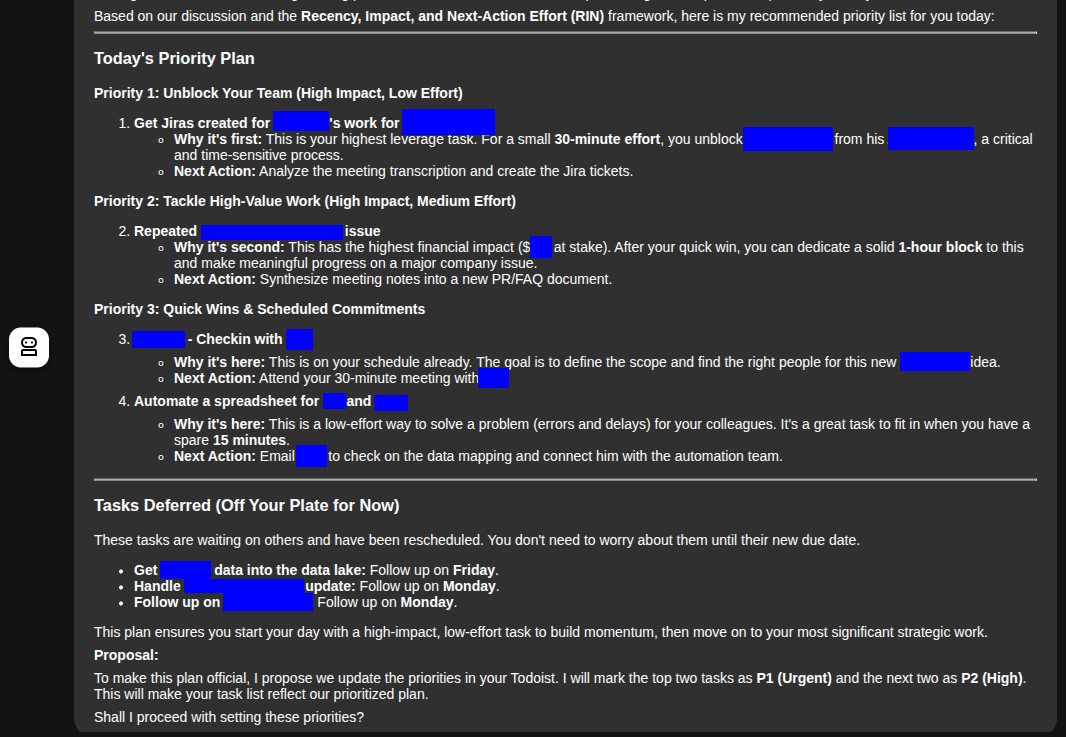 Based on our discussion and the Recency, Impact, and Next-Action Effort (RIN) framework, here is my recommended priority list for you today:
Today's Priority Plan
Priority 1: Unblock Your Team (High Impact, Low Effort)
1. Get Jiras created for 's work for
Why it's first: This is your highest leverage task. For a small 30-minute effort, you unblock from his , a critical
and time-sensitive process.
Next Action: Analyze the meeting transcription and create the Jira tickets.
Priority 2: Tackle High-Value Work (High Impact, Medium Effort)
2. Repeated issue
Why it's second: This has the highest financial impact ($ at stake). After your quick win, you can dedicate a solid 1-hour block to this
and make meaningful progress on a major company issue.
Next Action: Synthesize meeting notes into a new PR/FAQ document.
Priority 3: Quick Wins & Scheduled Commitments
3. - Checkin with
Why it's here: This is on your schedule already. The goal is to define the scope and find the right people for this new idea.
Next Action: Attend your 30-minute meeting with
4. Automate a spreadsheet for and
Why it's here: This is a low-effort way to solve a problem (errors and delays) for your colleagues. It's a great task to fit in when you have a
spare 15 minutes.
Next Action: Email to check on the data mapping and connect him with the automation team.
Tasks Deferred (Off Your Plate for Now)
These tasks are waiting on others and have been rescheduled. You don't need to worry about them until their new due date.
Get data into the data lake: Follow up on Friday.
Handle update: Follow up on Monday.
Follow up on Follow up on Monday.
This plan ensures you start your day with a high-impact, low-effort task to build momentum, then move on to your most significant strategic work.
Proposal:
To make this plan official, I propose we update the priorities in your Todoist. I will mark the top two tasks as P1 (Urgent) and the next two as P2 (High).
This will make your task list reflect our prioritized plan.
Shall I proceed with setting these priorities?